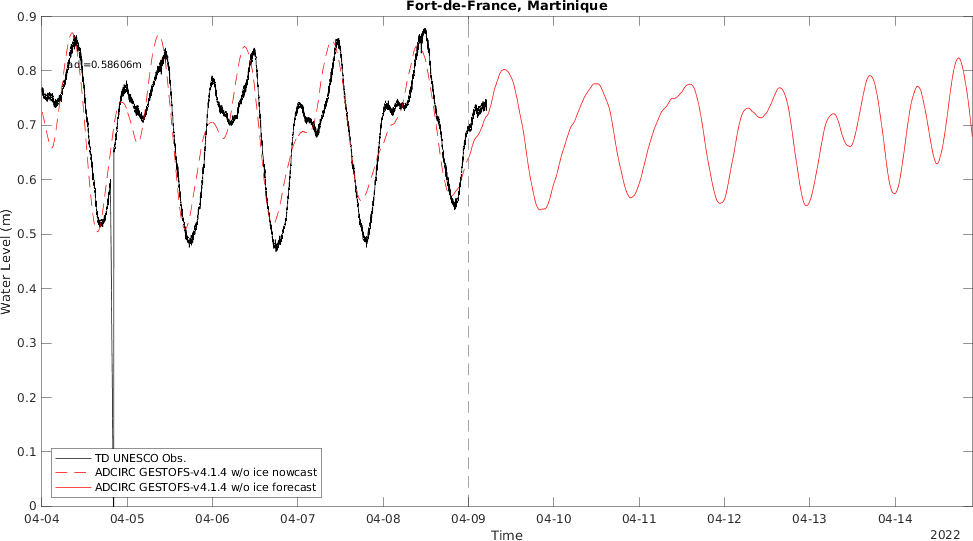 Fort-de-France, Martinique
0.9
0.8
0.7
0.6
0.5
0.4
0.3
0.2
0.1
0
Water Level (m)
=0.58606m
TD UNESCO Obs.
ADCIRC GESTOFS-v4.1.4 w/o ice nowcast
ADCIRC GESTOFS-v4.1.4 w/o ice forecast
04-04 04-05 04-06 04-07 04-08 04-09 04-10 04-11 04-12 04-13 04-14
Time
2022